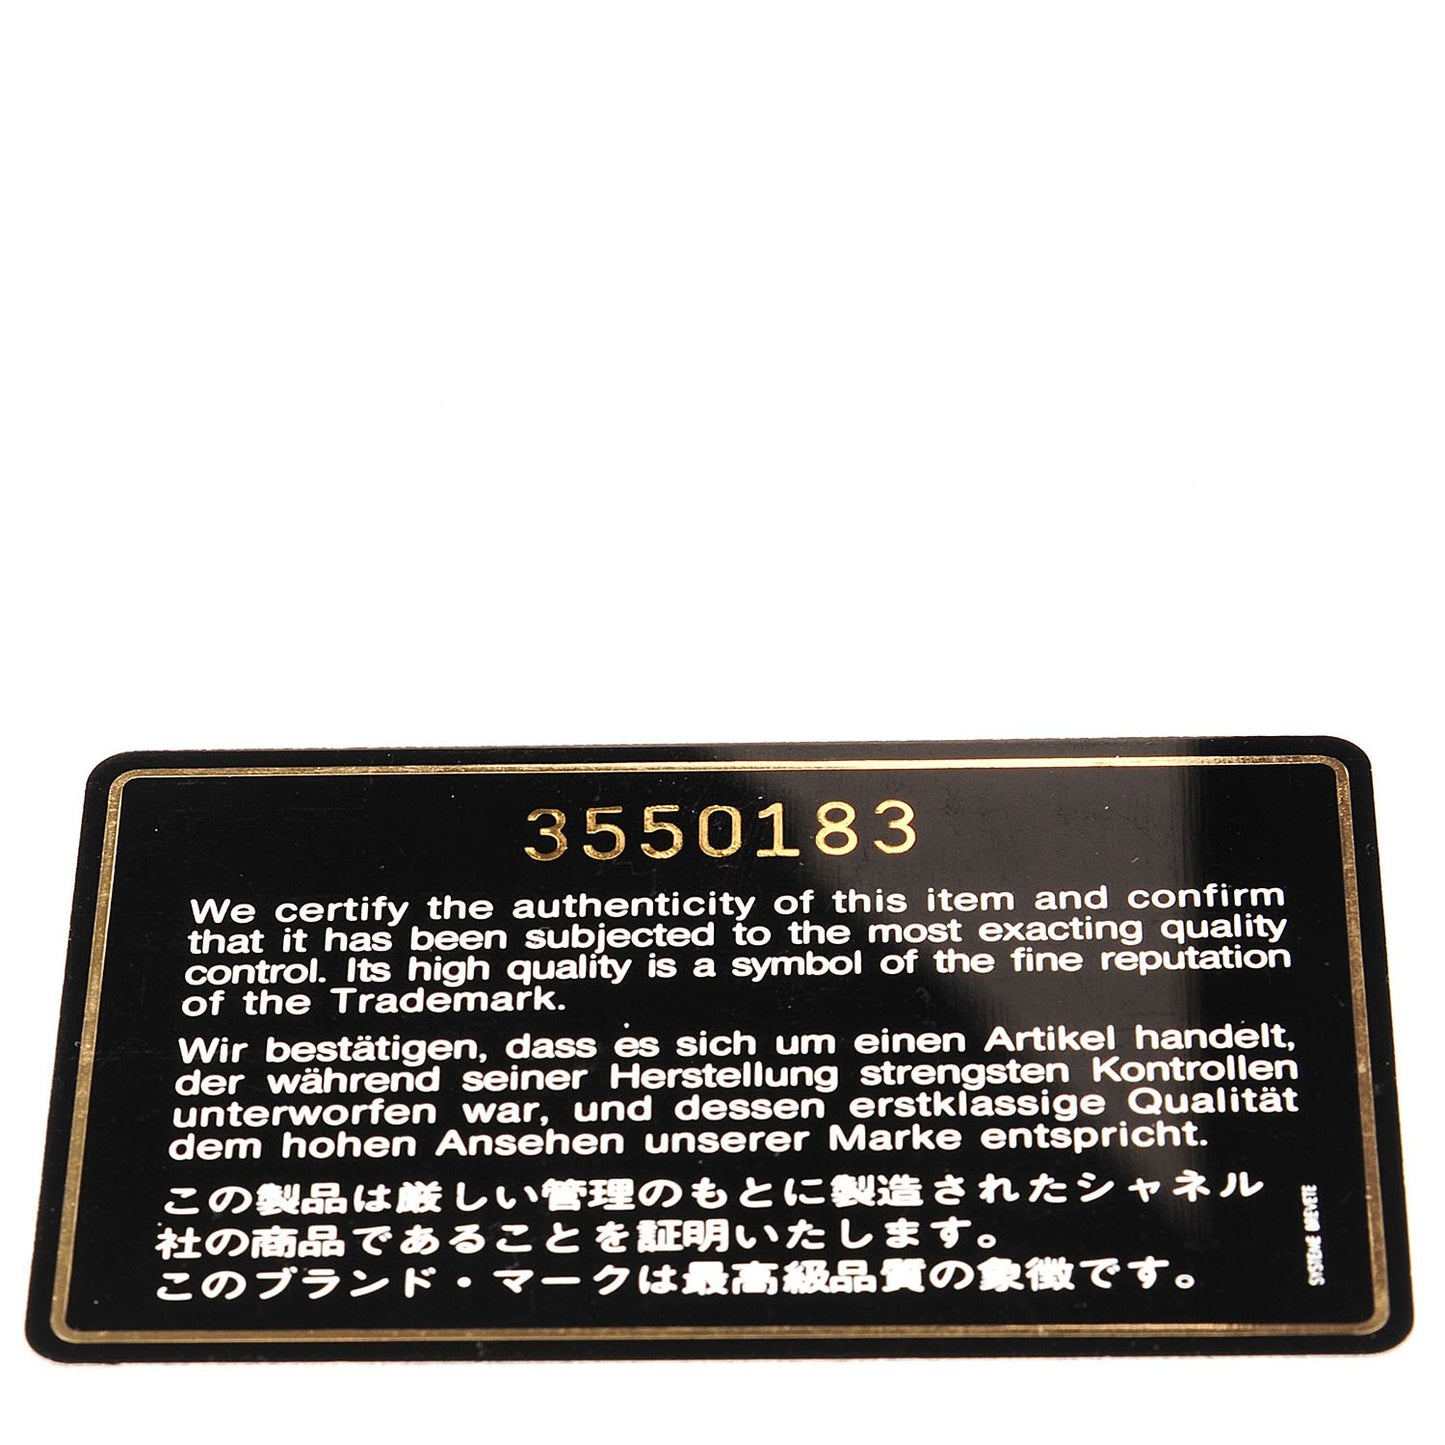 3550183
We certify the authenticity of this item and confirm
that it has been subjected to the most exacting quality
control. Its high quality is a symbol of the fine reputation
of the Trademark.
Wir bestätigen, dass es sich um einen Artikel handelt,
der während seiner Herstellung strengsten Kontrollen
unterworfen war, und dessen erstklassige Qualität
dem hohen Ansehen unserer Marke entspricht.
この製品は厳しい管理のもとに製造されたシャネル
社の商品であることを証明いたします。
このブランド・マークは最高級品質の象徴です。
SYSTEME BREVETE